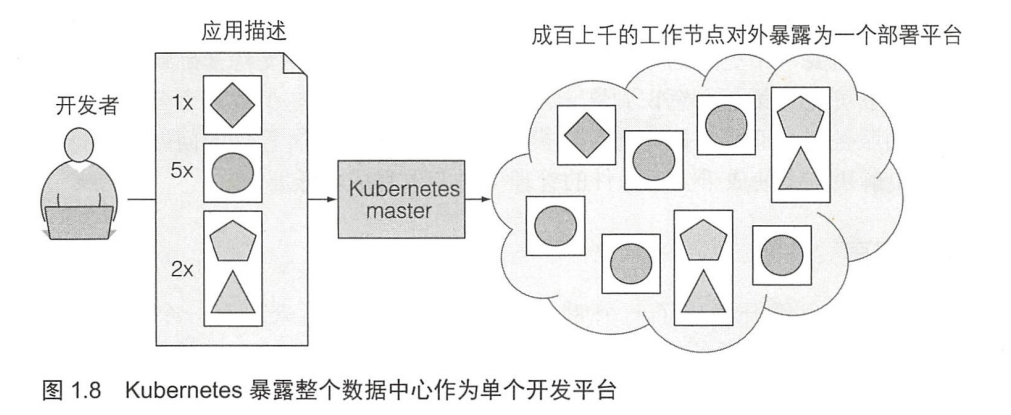 应用描述
成百上千的工作节点对外暴露为一个部署平台
开发者
1x
5x
2x
Kubernetes
master
图 1.8 Kubernetes 暴露整个数据中心作为单个开发平台